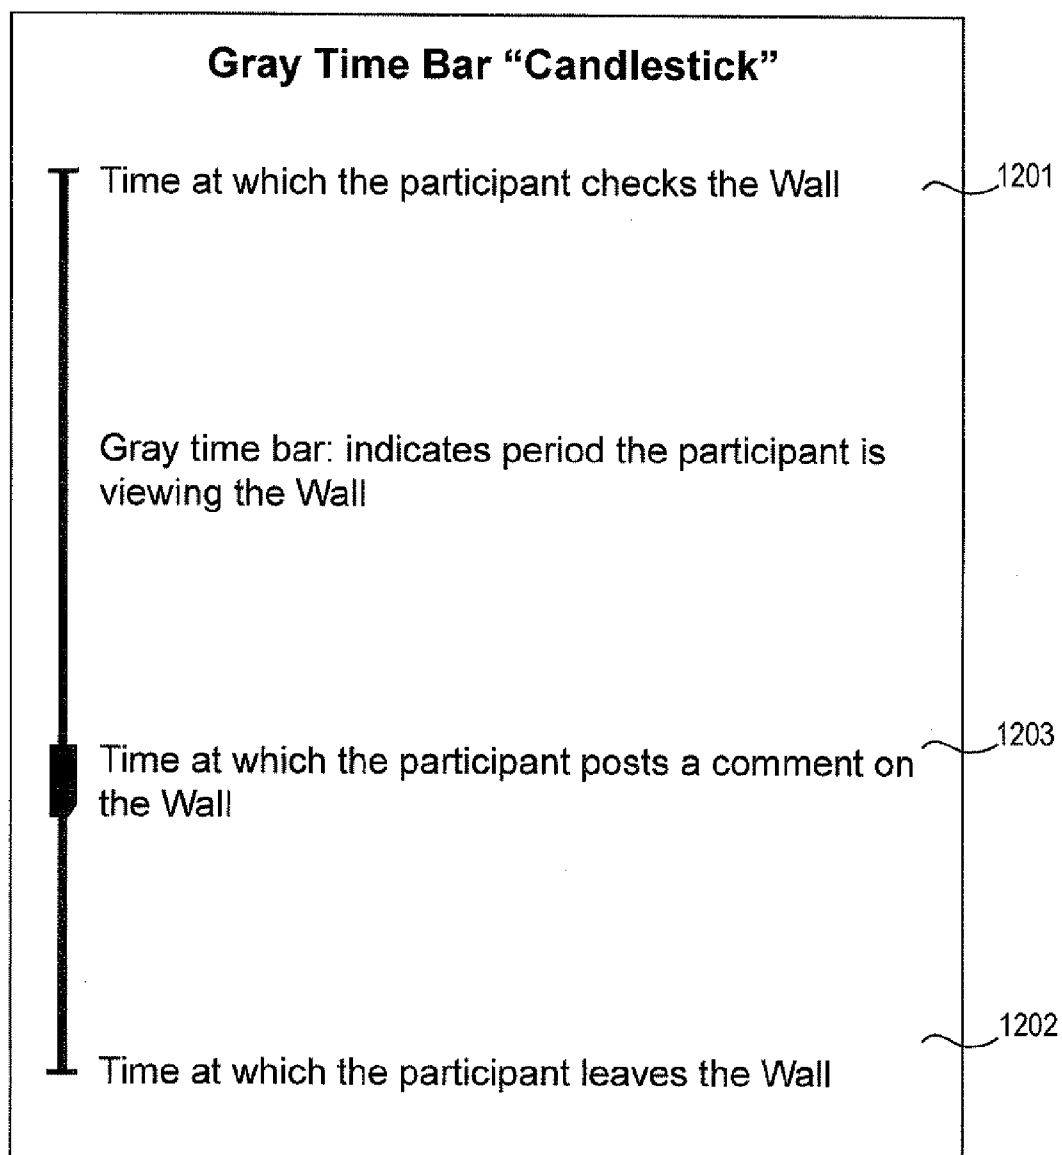 Gray Time Bar “Candlestick”
Time at which the participant checks the Wall
1201
Gray time bar: indicates period the participant is
viewing the Wall
1203
Time at which the participant posts a comment on
the Wall
1202
Time at which the participant leaves the Wall